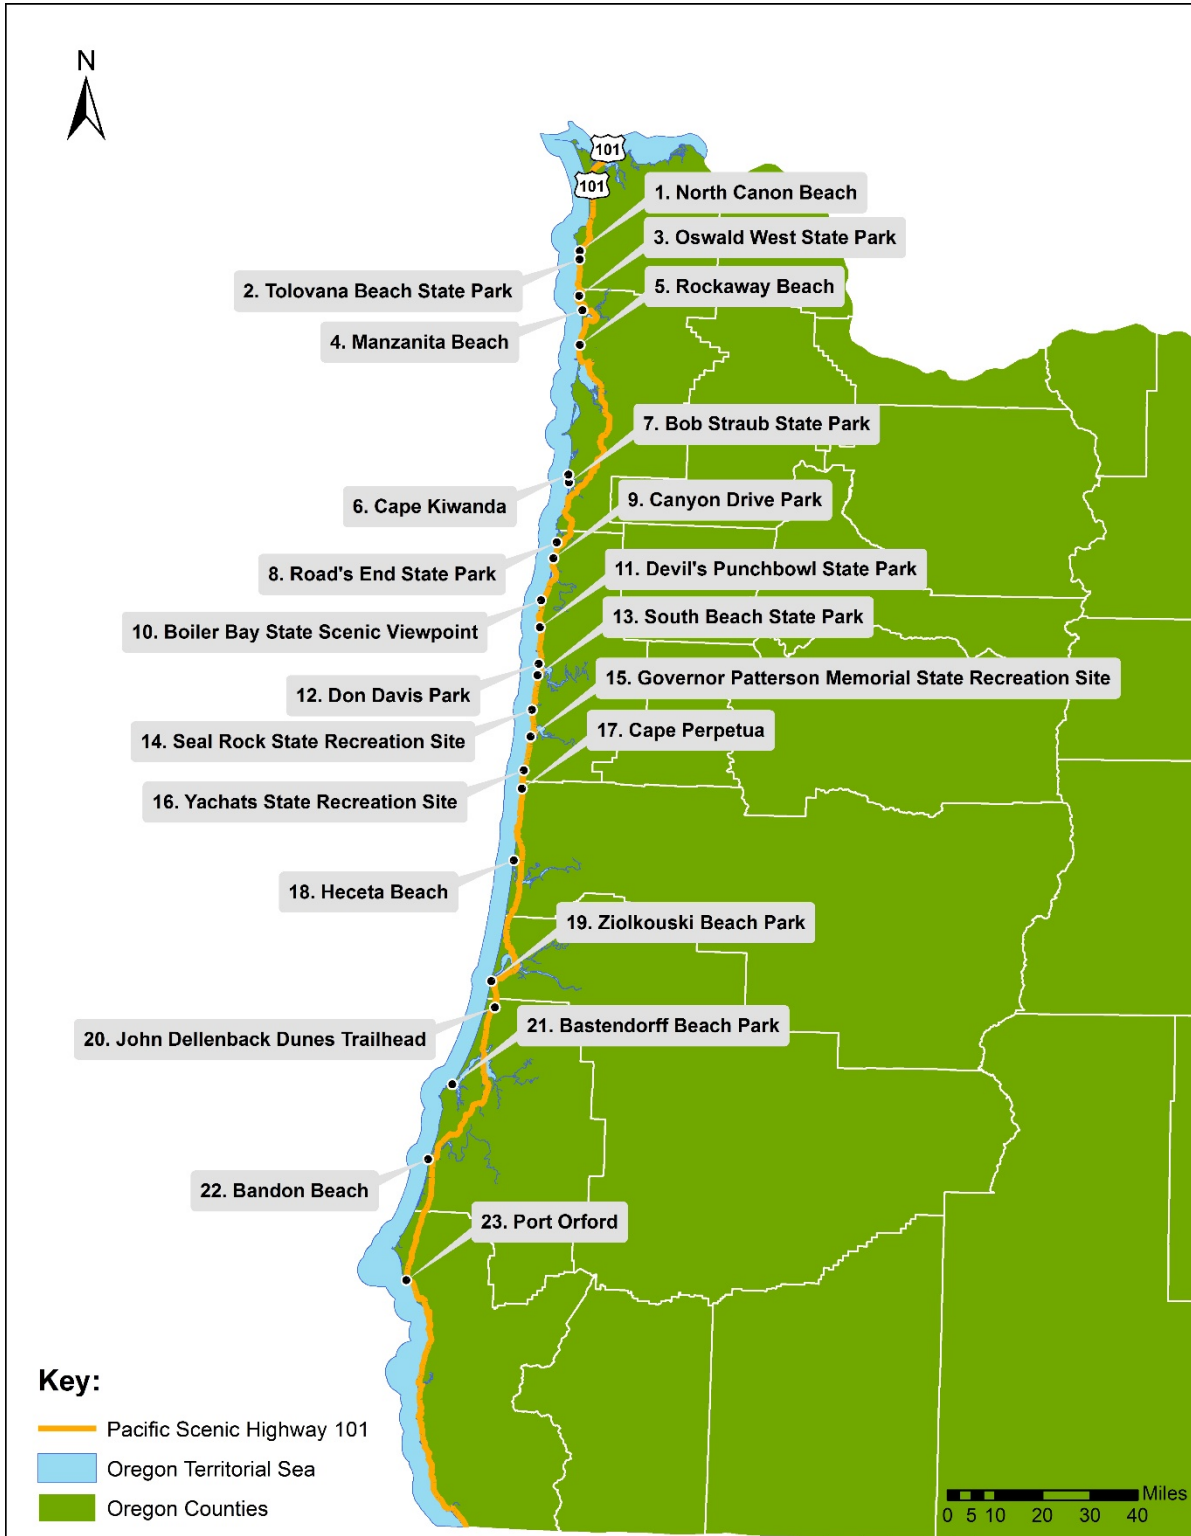 N
101
101
1. North Canon Beach
3. Oswald West State Park
2. Tolovana Beach State Park
5. Rockaway Beach
4. Manzanita Beach
7. Bob Straub State Park
6. Cape Kiwanda
9. Canyon Drive Park
8. Road's End State Park
11. Devil's Punchbowl State Park
10. Boiler Bay State Scenic Viewpoint
13. South Beach State Park
12. Don Davis Park
15. Governor Patterson Memorial State Recreation Site
14. Seal Rock State Recreation Site
17. Cape Perpetua
16. Yachats State Recreation Site
18. Heceta Beach
19. Ziolkouski Beach Park
20. John Dellenback Dunes Trailhead
21. Bastendorff Beach Park
22. Bandon Beach
23. Port Orford
Key:
Pacific Scenic Highway 101
Oregon Territorial Sea
Oregon Counties
Miles
0 5 10 20 30 40